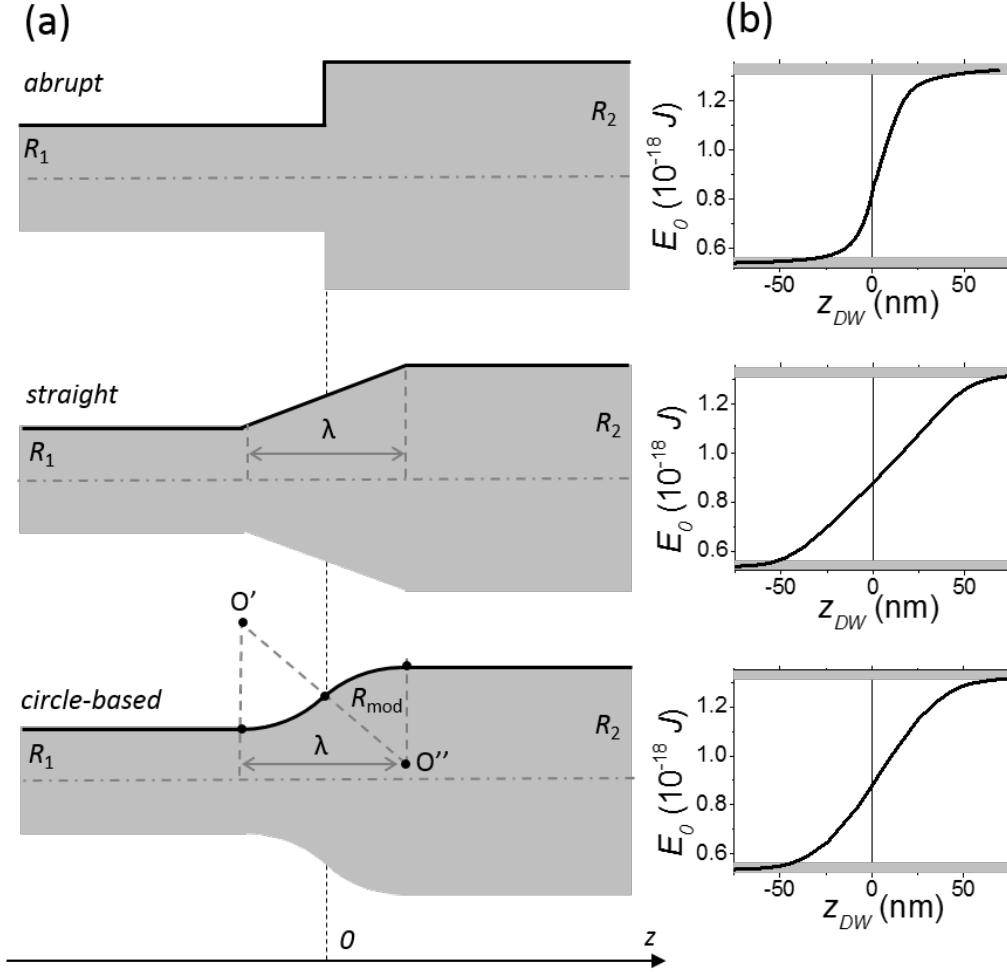 (a)
abrupt
R1
R2
straight
R1
λ
R2
O'
circle-based
R1
Rmod
λ
O''
R2
0
z
(b)
E0 (10-18 J)
1.2
1.0
0.8
0.6
-50
0
50
zDW (nm)
E0 (10-18 J)
1.2
1.0
0.8
0.6
-50
0
50
zDW (nm)
E0 (10-18 J)
1.2
1.0
0.8
0.6
-50
0
50
zDW (nm)